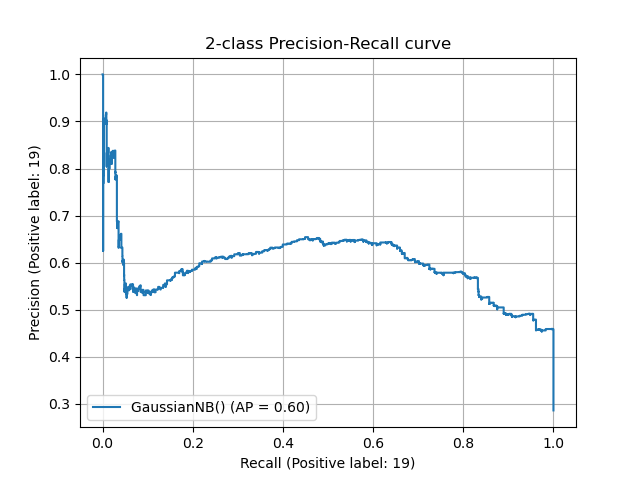 2-class Precision-Recall curve
1.0
0.9
0.8
0.7
0.6
0.5
0.4
0.3
Precision (Positive label: 19)
GaussianNB() (AP = 0.60)
0.0 0.2 0.4 0.6 0.8 1.0
Recall (Positive label: 19)